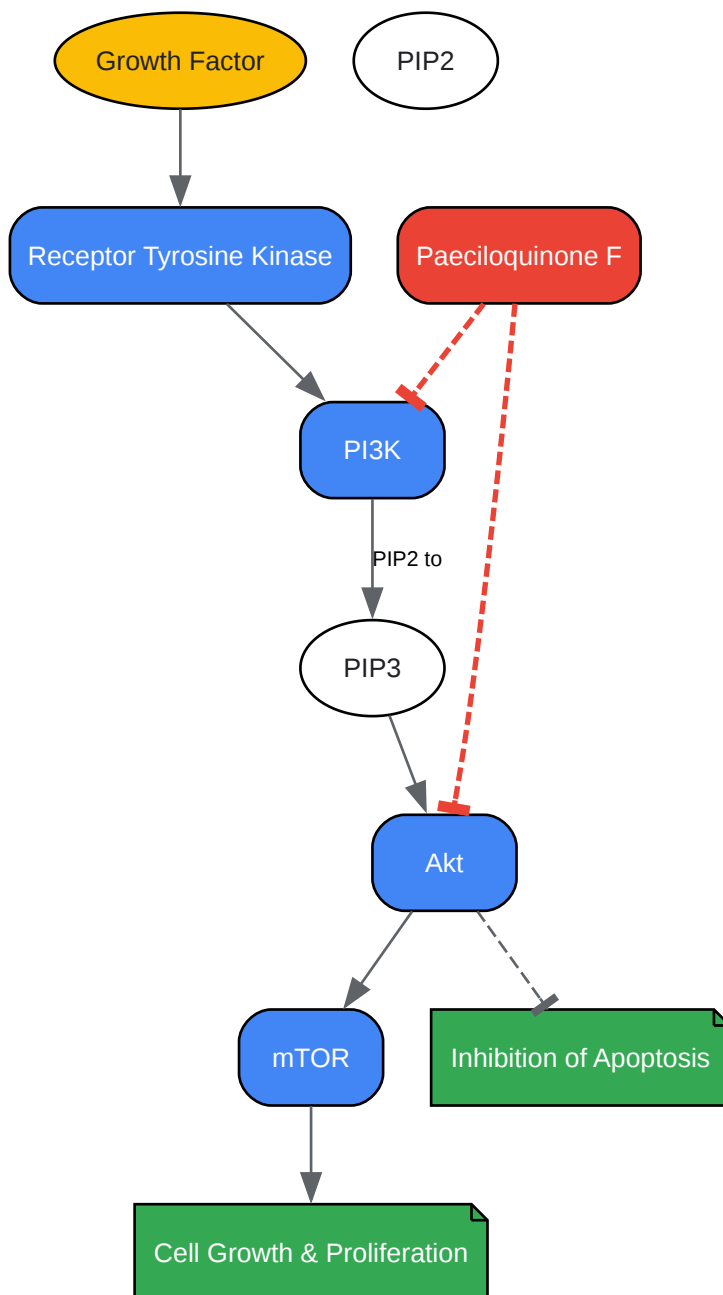 Growth Factor
PIP2
Receptor Tyrosine Kinase
Paeciloquinone F
PI3K
PIP2 to
PIP3
Akt
mTOR
Inhibition of Apoptosis
Cell Growth & Proliferation